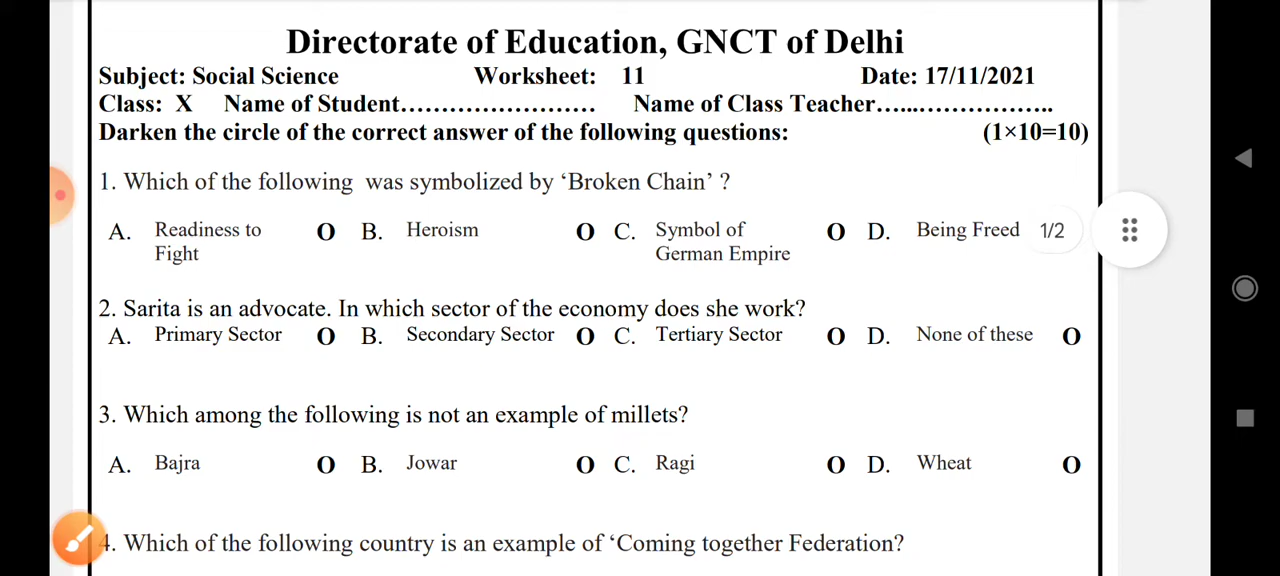 Directorate of Education, GNCT of Delhi
Subject: Social Science Worksheet: 11 Date: 17/11/2021
Class: X Name of Student........................ Name of Class Teacher......................
Darken the circle of the correct answer of the following questions: (1×10=10)
1. Which of the following was symbolized by ‘Broken Chain’ ?
A. Readiness to Fight O B. Heroism O C. Symbol of German Empire O D. Being Freed 1/2
2. Sarita is an advocate. In which sector of the economy does she work?
A. Primary Sector O B. Secondary Sector O C. Tertiary Sector O D. None of these O
3. Which among the following is not an example of millets?
A. Bajra O B. Jowar O C. Ragi O D. Wheat O
4. Which of the following country is an example of ‘Coming together Federation?